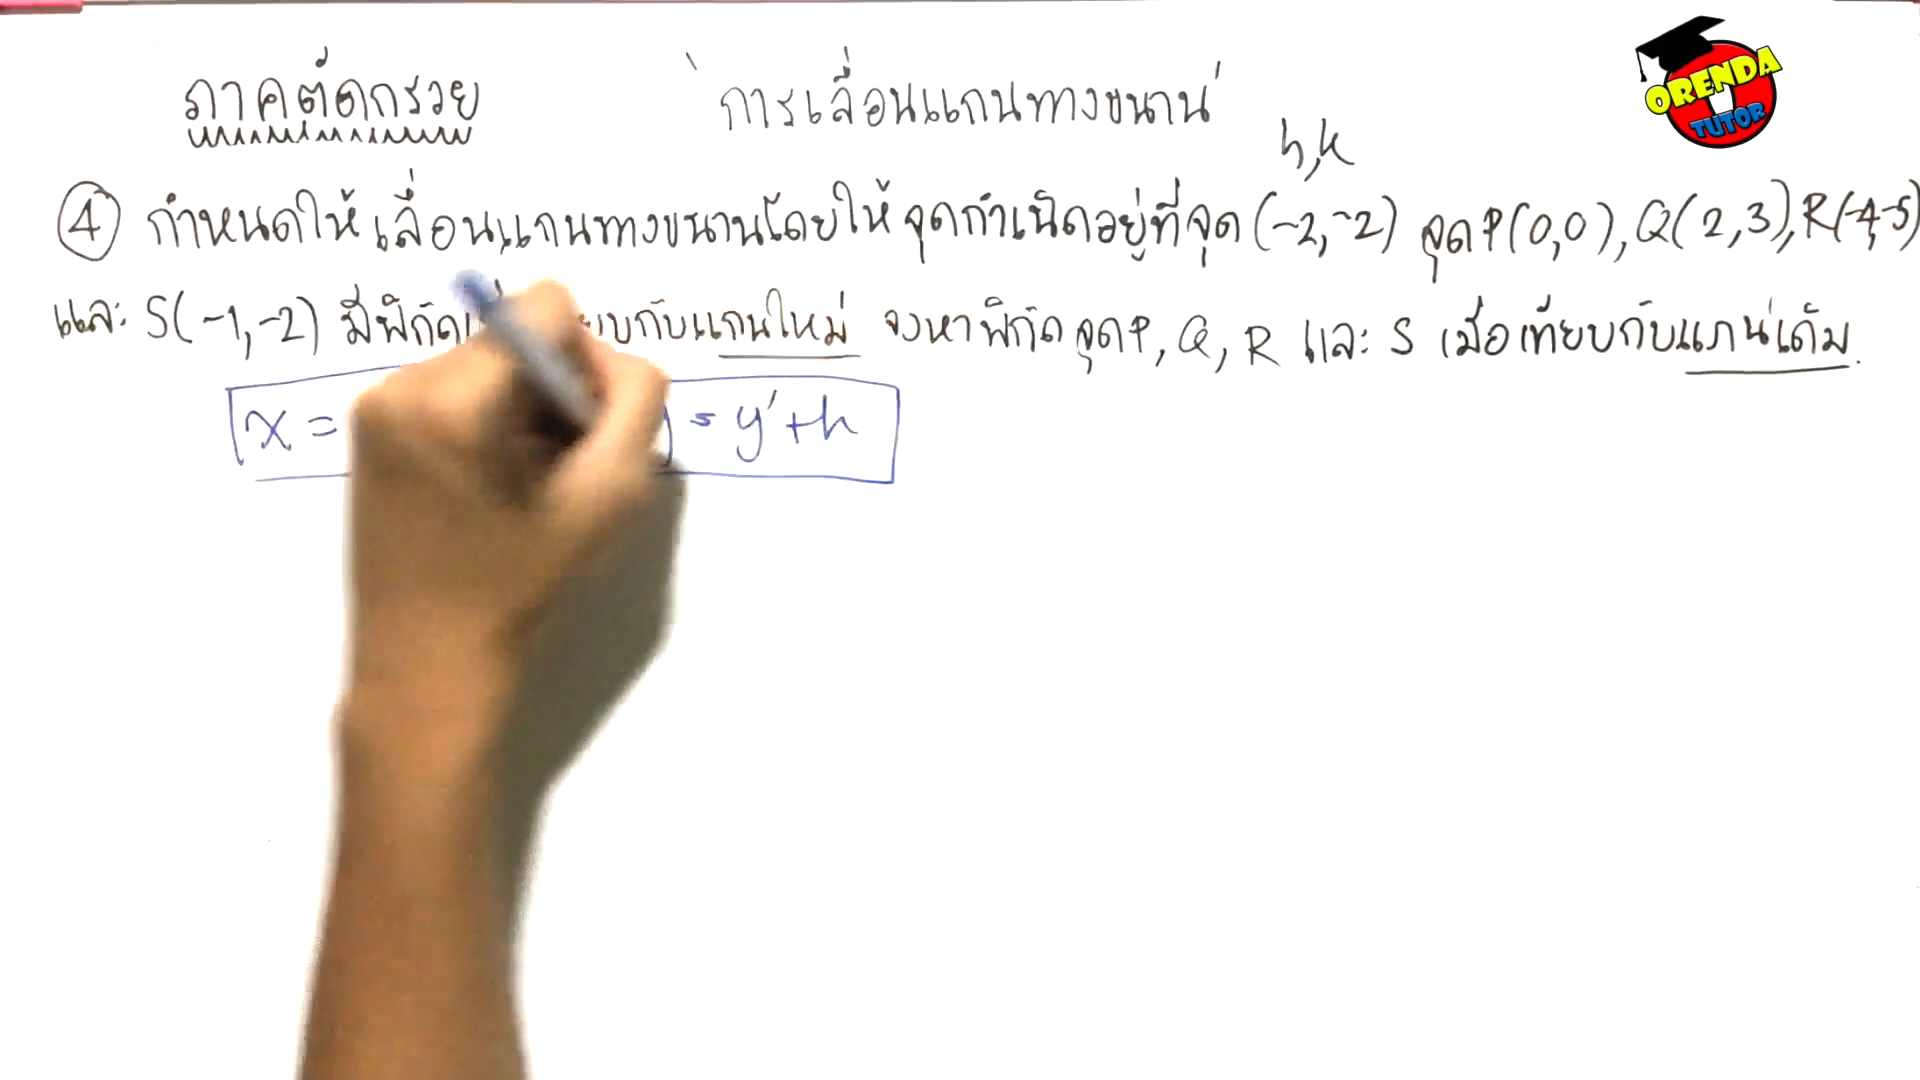 ภาคตัดกรวย การเลื่อนแกนทางขนาน
ORENDA
TUTOR
h,k
④ กำหนดให้เลื่อนแกนทางขนานโดยให้จุดกำเนิดอยู่ที่จุด (-2,-2) จุด P(0,0), Q(2,3), R(-4,-5)
และ S(-1,-2) มีพิกัด กับแกนใหม่ จงหาพิกัดจุด P, Q, R และ S เมื่อเทียบกับแกนเดิม.
x = = y'+h